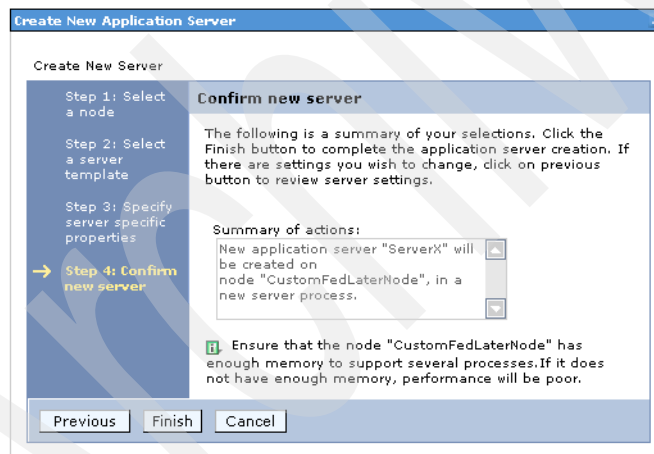 Create New Application Server
Create New Server
Step 1: Select
a node
Step 2: Select
a server
template
Step 3: Specify
server specific
properties
Step 4: Confirm
new server
Confirm new server
The following is a summary of your selections. Click the
Finish button to complete the application server creation. If
there are settings you wish to change, click on previous
button to review server settings.
Summary of actions:
New application server "ServerX" will
be created on
node "CustomFedLaterNode", in a
new server process.
Ensure that the node "CustomFedLaterNode" has
enough memory to support several processes.If it does
not have enough memory, performance will be poor.
Previous Finish Cancel